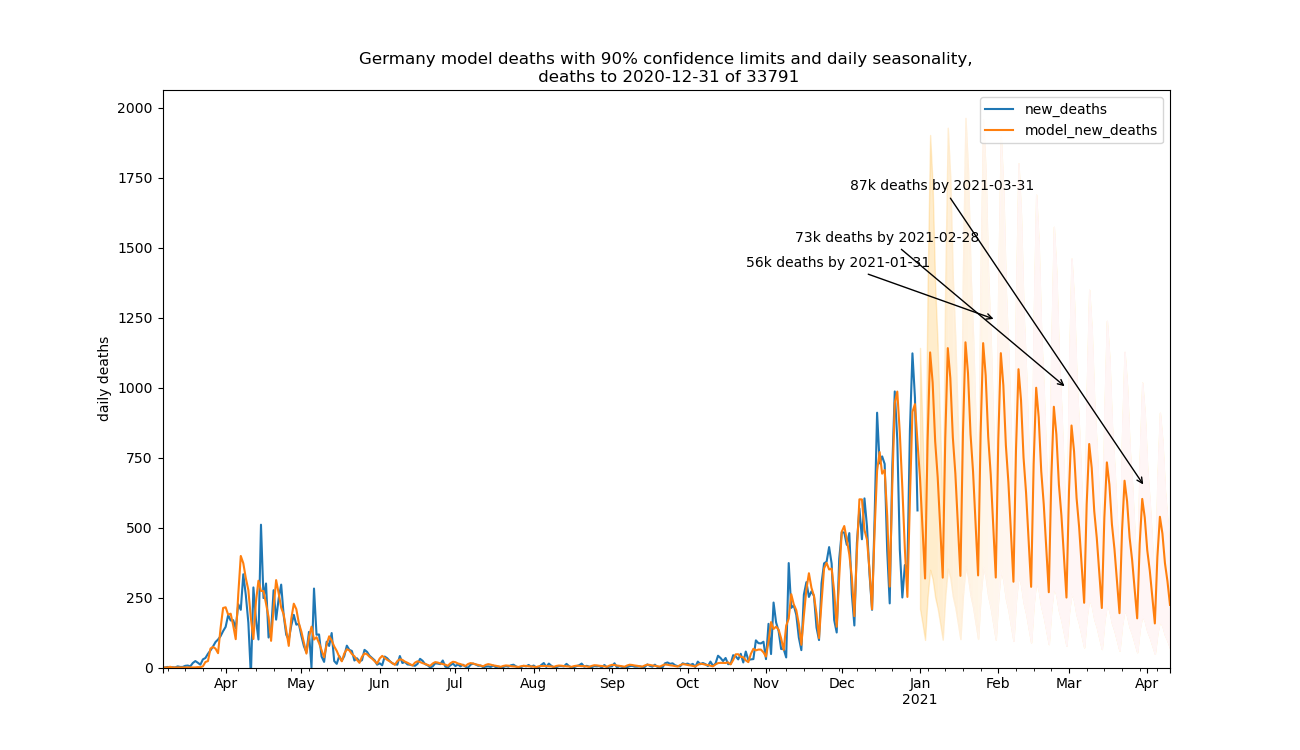 Germany model deaths with 90% confidence limits and daily seasonality,
deaths to 2020-12-31 of 33791
new_deaths
model_new_deaths
87k deaths by 2021-03-31
73k deaths by 2021-02-28
56k deaths by 2021-01-31
daily deaths
2000
1750
1500
1250
1000
750
500
250
0
Apr May Jun Jul Aug Sep Oct Nov Dec Jan Feb Mar Apr
2021